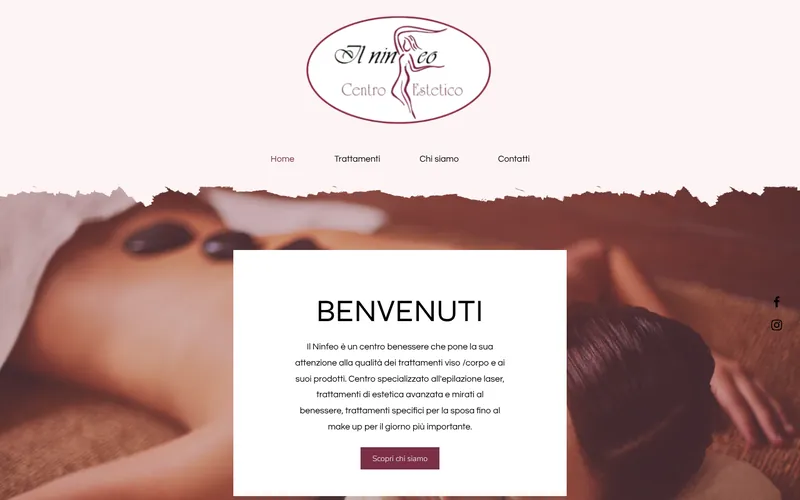 Il ninfeo
Centro Estetico
Home Trattamenti Chi siamo Contatti
BENVENUTI
Il Ninfeo è un centro benessere che pone la sua
attenzione alla qualità dei trattamenti viso /corpo e ai
suoi prodotti. Centro specializzato all'epilazione laser,
trattamenti di estetica avanzata e mirati al
benessere, trattamenti specifici per la sposa fino al
make up per il giorno più importante.
Scopri chi siamo